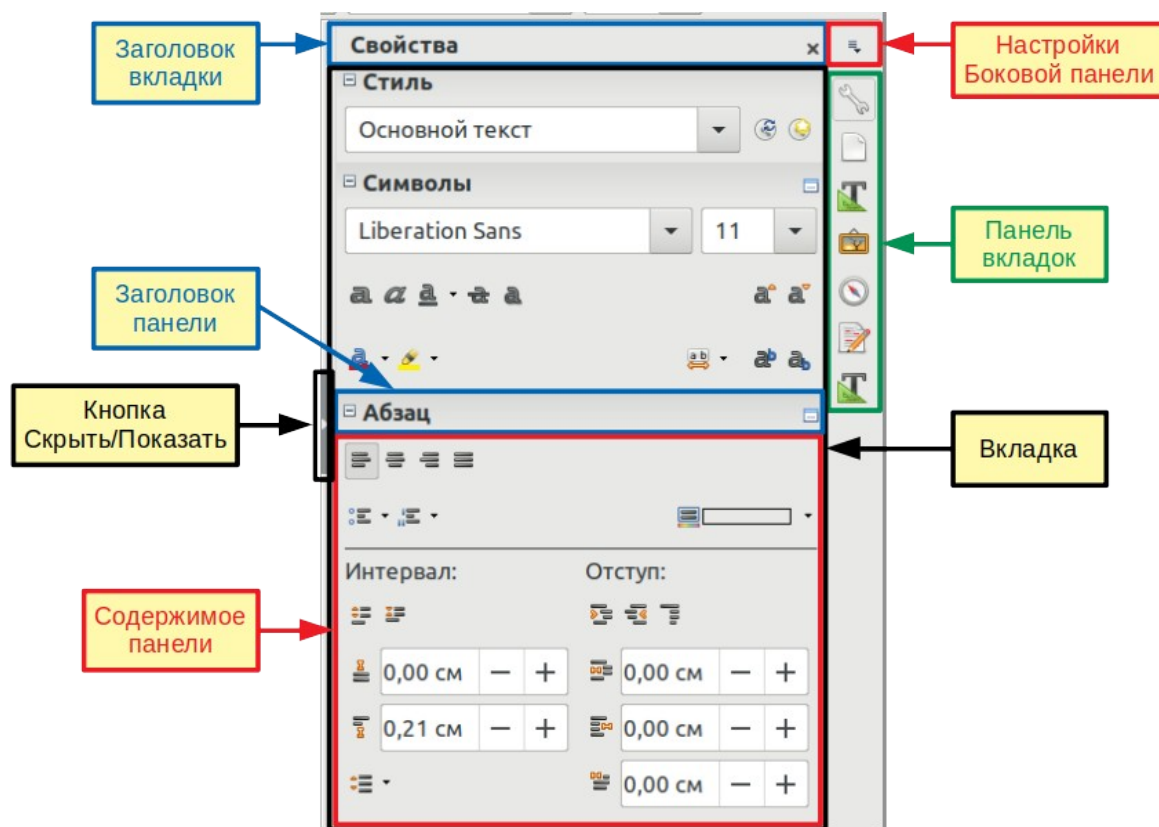 Заголовок
вкладки
Свойства
Настройки
Боковой панели
Стиль
Основной текст
Символы
Liberation Sans
11
Панель
вкладок
Заголовок
панели
Кнопка
Скрыть/Показать
Абзац
Вкладка
Интервал:
Отступ:
Содержимое
панели
0,00 см
0,00 см
0,21 см
0,00 см
0,00 см